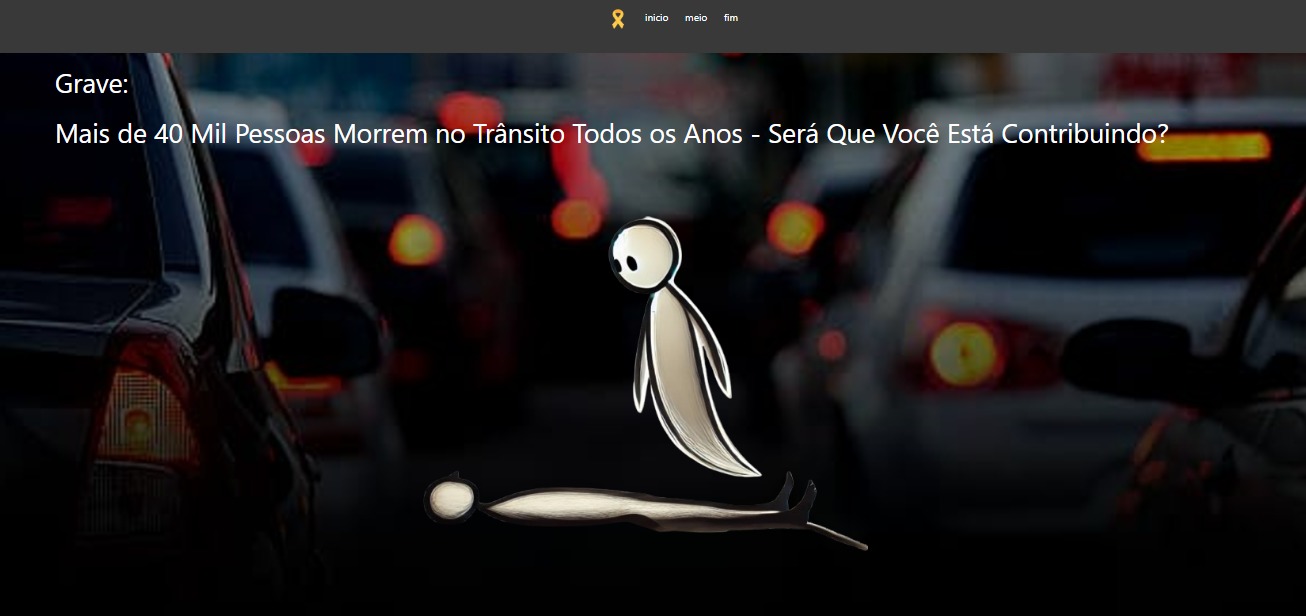 inicio meio fim
Grave:
Mais de 40 Mil Pessoas Morrem no Trânsito Todos os Anos - Será Que Você Está Contribuindo?